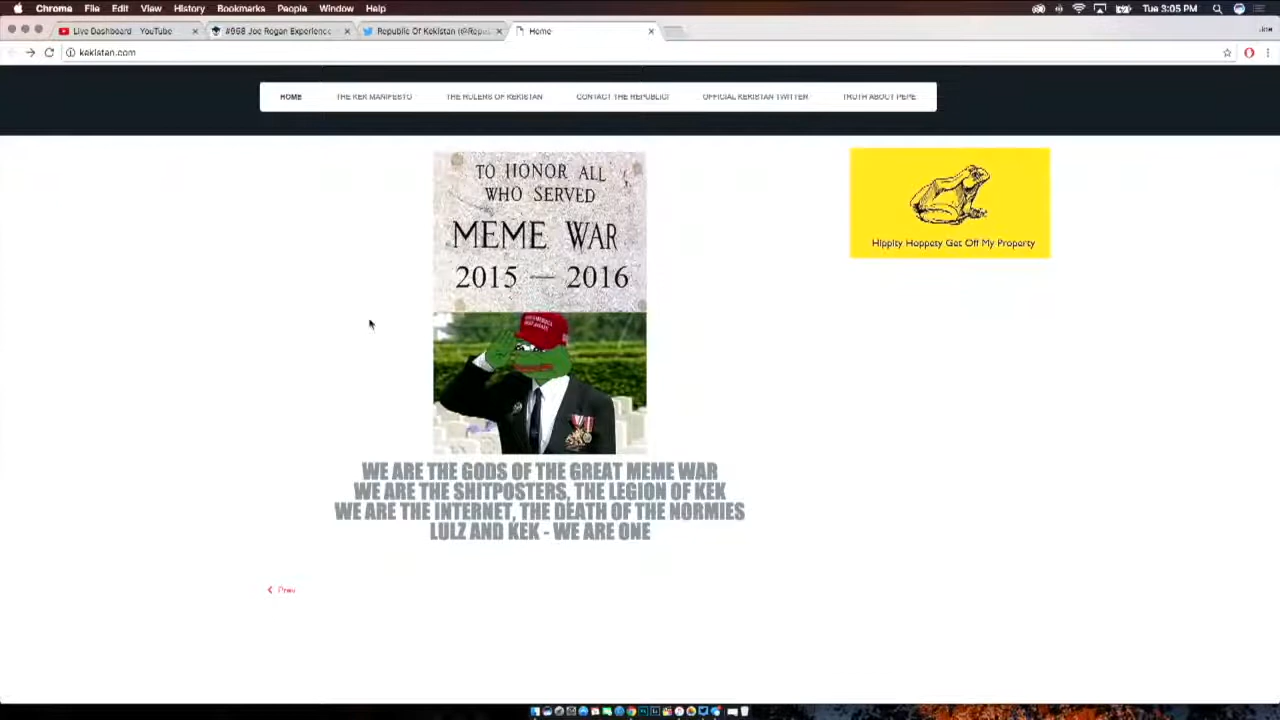 Chrome File Edit View History Bookmarks People Window Help Tue 3:05 PM
Live Dashboard - YouTube
#958 Joe Rogan Experience
Republic Of Kekistan (@Repu
Home
Joe
kekistan.com
HOME
THE KEK MANIFESTO
THE RULERS OF KEKISTAN
CONTACT THE REPUBLIC!
OFFICIAL KEKISTAN TWITTER
TRUTH ABOUT PEPE
TO HONOR ALL
WHO SERVED
MEME WAR
2015 — 2016
Hippity Hoppety Get Off My Property
WE ARE THE GODS OF THE GREAT MEME WAR
WE ARE THE SHITPOSTERS, THE LEGION OF KEK
WE ARE THE INTERNET, THE DEATH OF THE NORMIES
LULZ AND KEK - WE ARE ONE
Prev